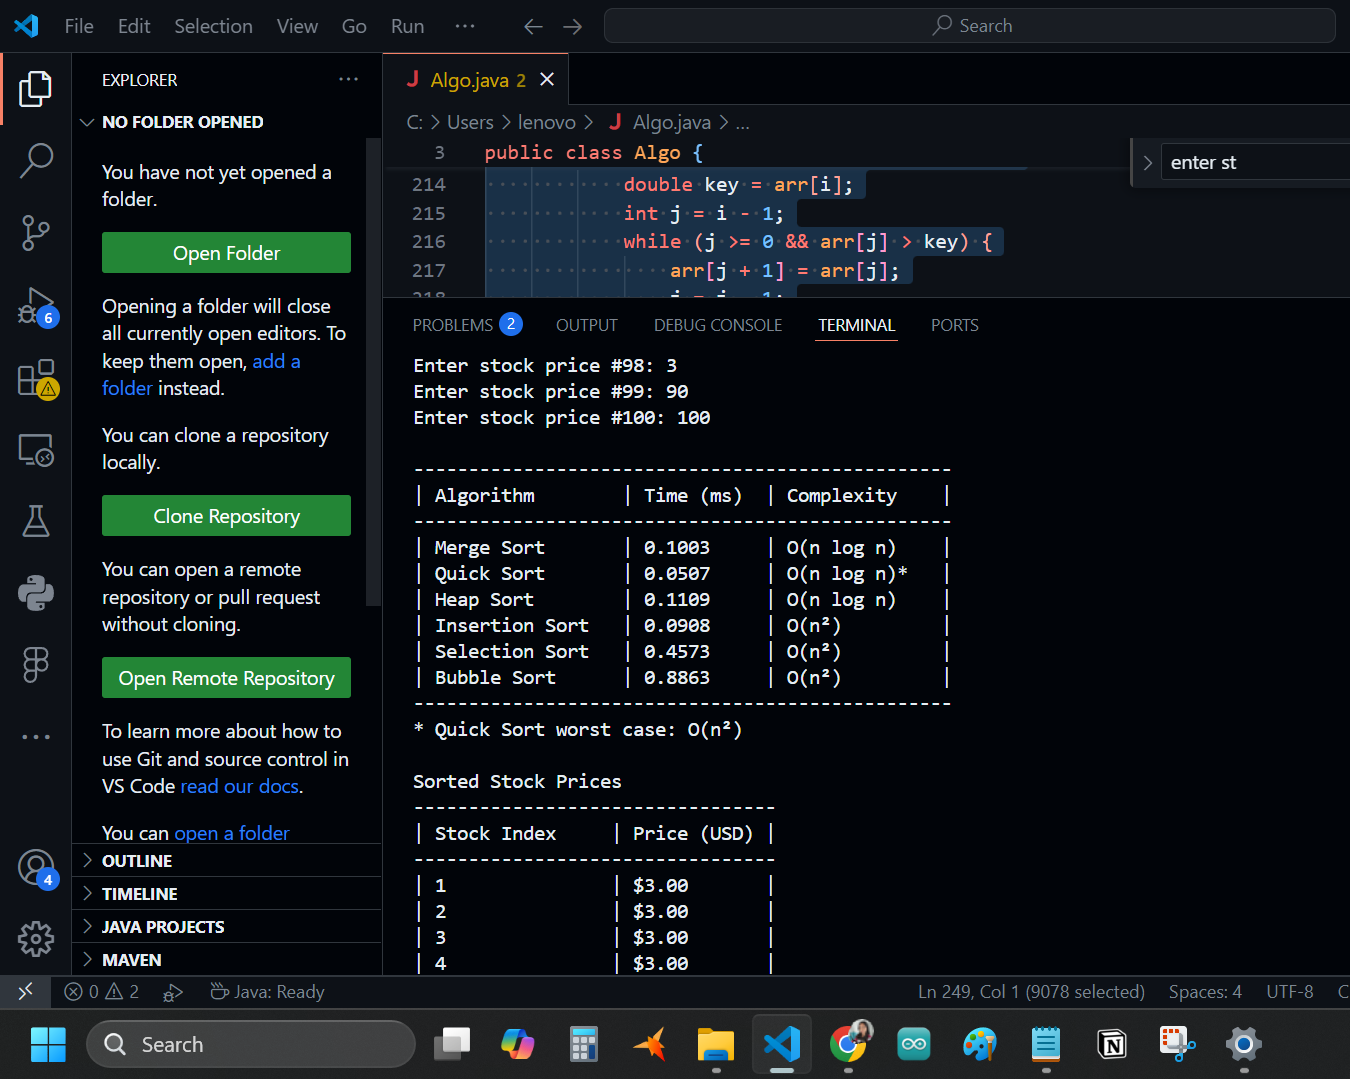 File Edit Selection View Go Run ··· Search
EXPLORER ···
NO FOLDER OPENED
You have not yet opened a
folder.
Open Folder
Opening a folder will close
all currently open editors. To
keep them open, add a
folder instead.
You can clone a repository
locally.
Clone Repository
You can open a remote
repository or pull request
without cloning.
Open Remote Repository
To learn more about how to
use Git and source control in
VS Code read our docs.
You can open a folder
OUTLINE
TIMELINE
JAVA PROJECTS
MAVEN
6
4
J Algo.java 2
C: > Users > lenovo > J Algo.java > ...
enter st
3 public class Algo {
214 double key = arr[i];
215 int j = i - 1;
216 while (j >= 0 && arr[j] > key) {
217 arr[j + 1] = arr[j];
218 j = j - 1;
PROBLEMS 2 OUTPUT DEBUG CONSOLE TERMINAL PORTS
Enter stock price #98: 3
Enter stock price #99: 90
Enter stock price #100: 100
-------------------------------------------------
| Algorithm | Time (ms) | Complexity |
-------------------------------------------------
| Merge Sort | 0.1003 | O(n log n) |
| Quick Sort | 0.0507 | O(n log n)* |
| Heap Sort | 0.1109 | O(n log n) |
| Insertion Sort | 0.0908 | O(n²) |
| Selection Sort | 0.4573 | O(n²) |
| Bubble Sort | 0.8863 | O(n²) |
-------------------------------------------------
* Quick Sort worst case: O(n²)
Sorted Stock Prices
---------------------------------
| Stock Index | Price (USD) |
---------------------------------
| 1 | $3.00 |
| 2 | $3.00 |
| 3 | $3.00 |
| 4 | $3.00 |
0 2 Java: Ready Ln 249, Col 1 (9078 selected) Spaces: 4 UTF-8 C
Search